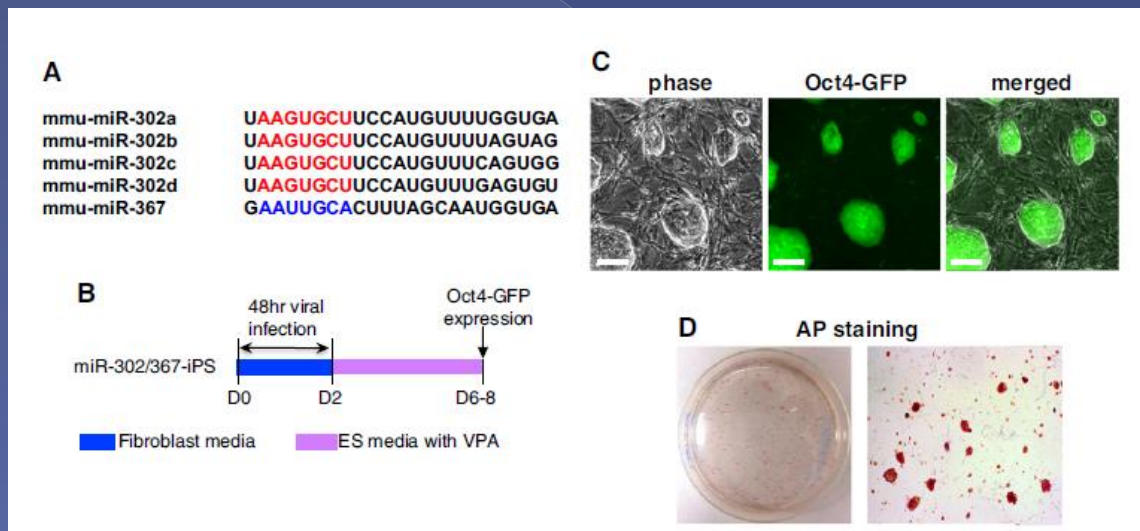 A
mmu-miR-302a UAAGUGCUUCCAUGUUUUGGUGA
mmu-miR-302b UAAGUGCUUCCAUGUUUUAGUAG
mmu-miR-302c UAAGUGCUUCCAUGUUUCAGUGG
mmu-miR-302d UAAGUGCUUCCAUGUUUGAGUGU
mmu-miR-367 GAAUUGCACUUUAGCAAUGGUGA
B
48hr viral
infection
Oct4-GFP
expression
miR-302/367-iPS
D0 D2 D6-8
Fibroblast media ES media with VPA
C
phase Oct4-GFP merged
D
AP staining